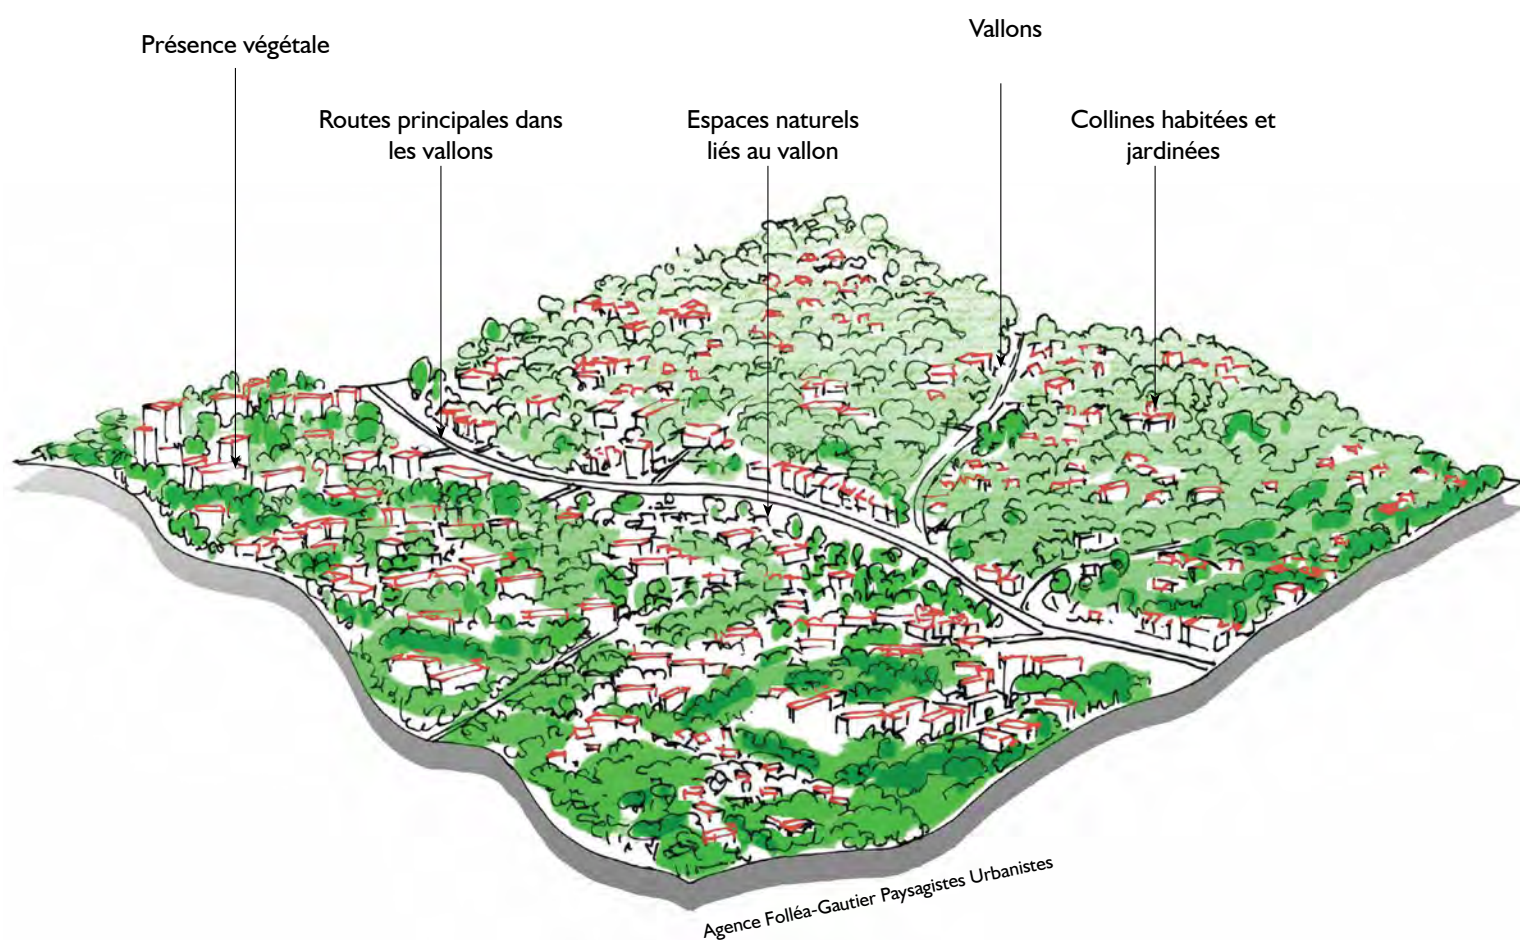 Présence végétale
Vallons
Routes principales dans
les vallons
Espaces naturels
liés au vallon
Collines habitées et
jardinées
Agence Folléa-Gautier Paysagistes Urbanistes